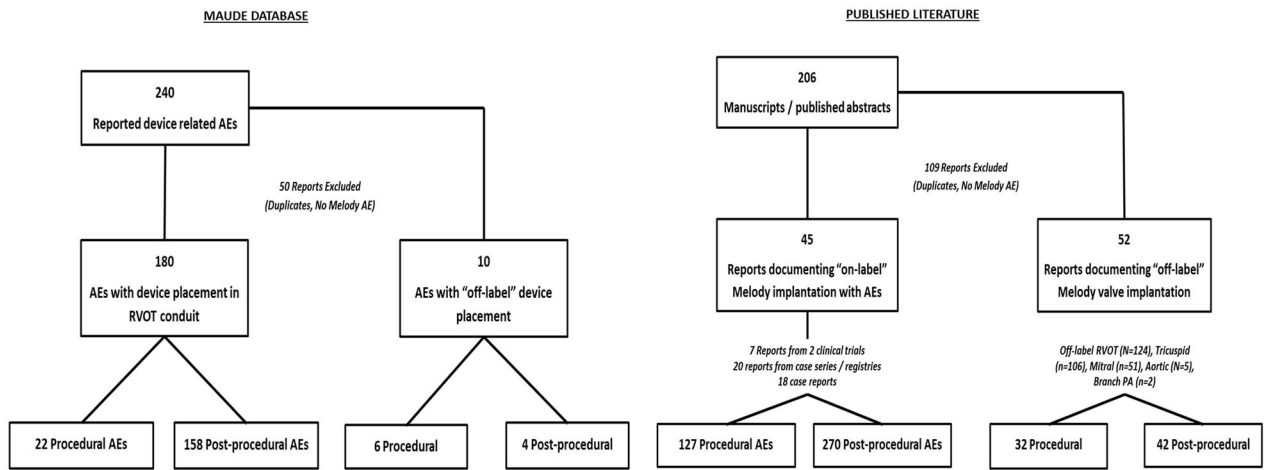 MAUDE DATABASE
240
Reported device related AEs
50 Reports Excluded
(Duplicates, No Melody AE)
180
AEs with device placement in
RVOT conduit
10
AEs with “off-label” device
placement
22 Procedural AEs
158 Post-procedural AEs
6 Procedural
4 Post-procedural
PUBLISHED LITERATURE
206
Manuscripts / published abstracts
109 Reports Excluded
(Duplicates, No Melody AE)
45
Reports documenting “on-label”
Melody implantation with AEs
52
Reports documenting “off-label”
Melody valve implantation
7 Reports from 2 clinical trials
20 reports from case series / registries
18 case reports
Off-label RVOT (N=124), Tricuspid
(n=106), Mitral (n=51), Aortic (N=5),
Branch PA (n=2)
127 Procedural AEs
270 Post-procedural AEs
32 Procedural
42 Post-procedural